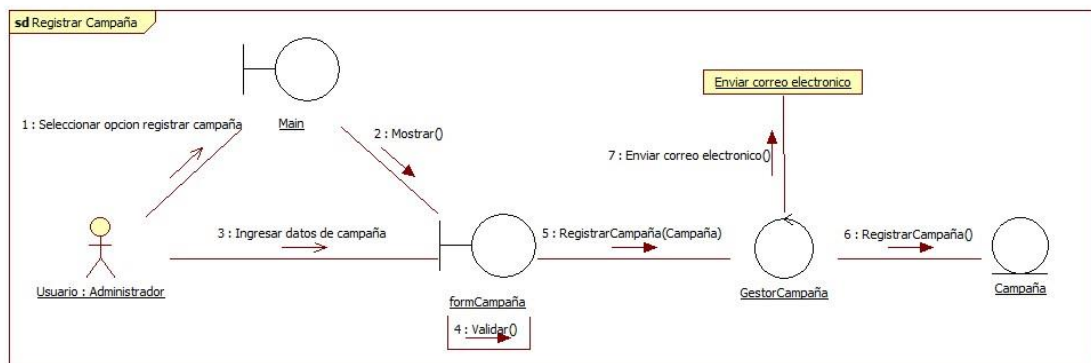 sd Registrar Campaña
Enviar correo electronico
1 : Seleccionar opcion registrar campaña
Main
2 : Mostrar()
7 : Enviar correo electronico()
3 : Ingresar datos de campaña
5 : RegistrarCampaña(Campaña)
6 : RegistrarCampaña()
Usuario : Administrador
formCampaña
GestorCampaña
Campaña
4 : Validar()